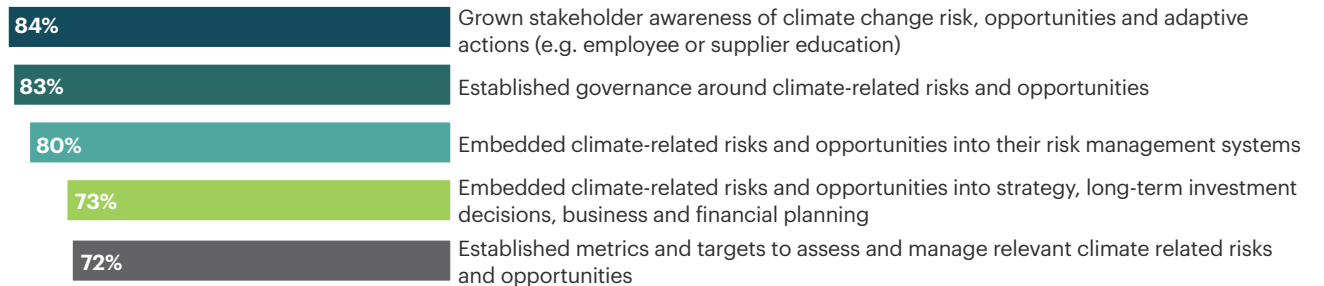 84%
Grown stakeholder awareness of climate change risk, opportunities and adaptive
actions (e.g. employee or supplier education)
83%
Established governance around climate-related risks and opportunities
80%
Embedded climate-related risks and opportunities into their risk management systems
73%
Embedded climate-related risks and opportunities into strategy, long-term investment
decisions, business and financial planning
72%
Established metrics and targets to assess and manage relevant climate related risks
and opportunities